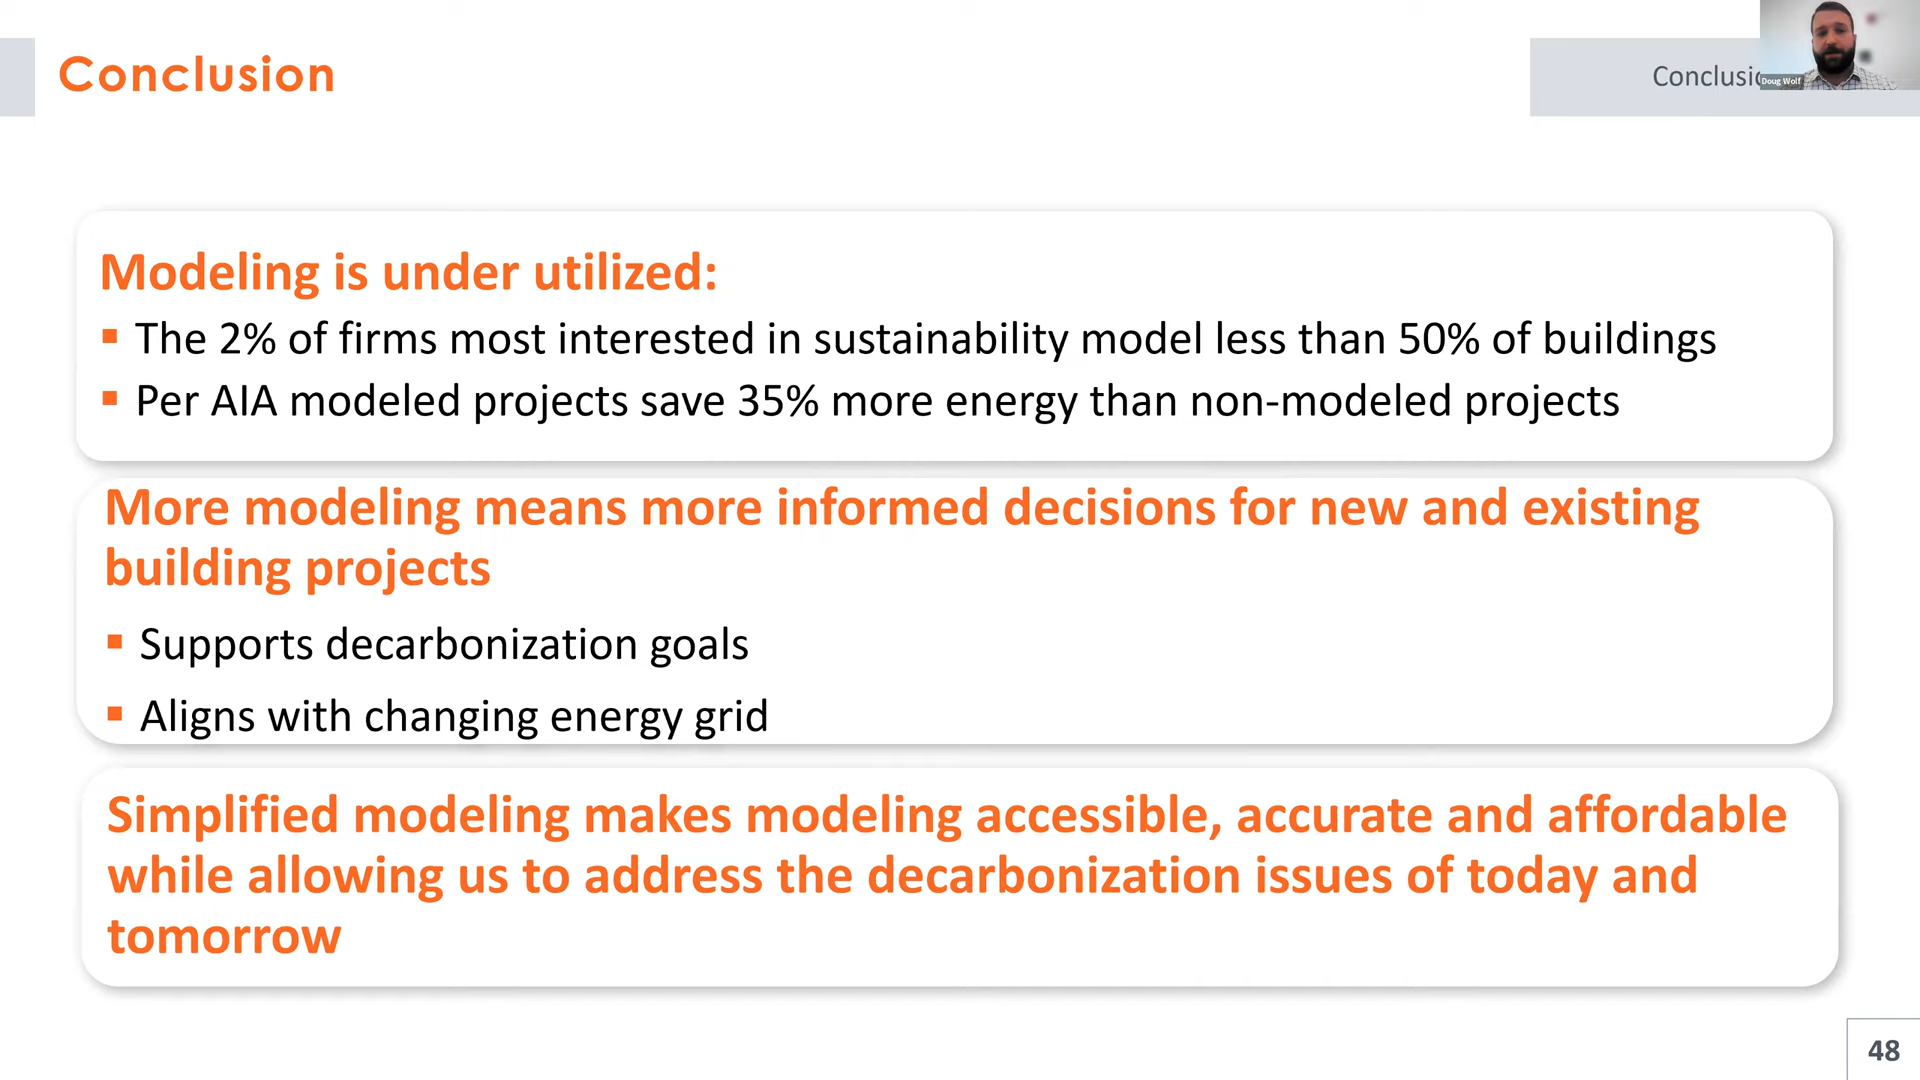 Conclusion
Conclusio
Doug Wolf
Modeling is under utilized:
▪ The 2% of firms most interested in sustainability model less than 50% of buildings
▪ Per AIA modeled projects save 35% more energy than non-modeled projects
More modeling means more informed decisions for new and existing
building projects
▪ Supports decarbonization goals
▪ Aligns with changing energy grid
Simplified modeling makes modeling accessible, accurate and affordable
while allowing us to address the decarbonization issues of today and
tomorrow
48